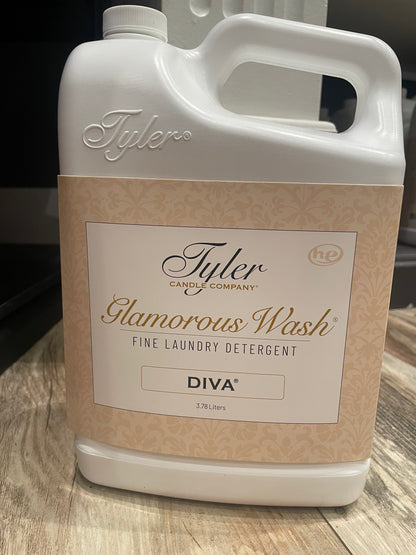 Tyler®
he
Tyler
CANDLE COMPANY®
Glamorous Wash®
FINE LAUNDRY DETERGENT
DIVA®
3.78 Liters